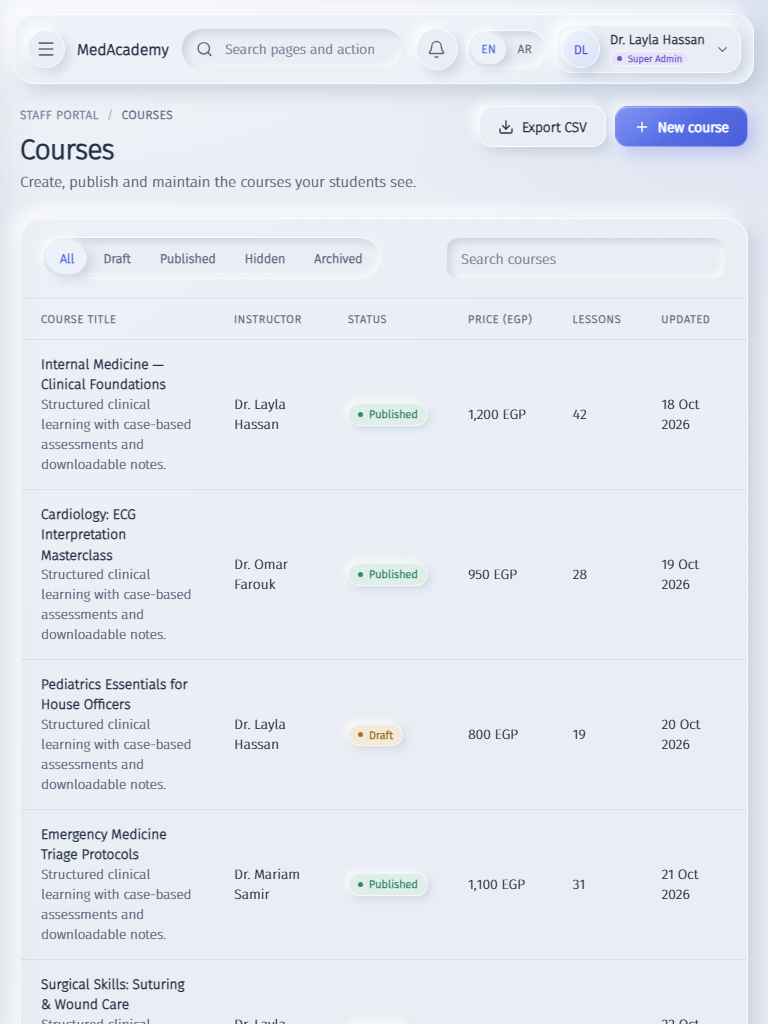 MedAcademy
Search pages and action
EN
AR
DL
Dr. Layla Hassan
Super Admin
STAFF PORTAL / COURSES
Courses
Create, publish and maintain the courses your students see.
Export CSV
New course
All
Draft
Published
Hidden
Archived
Search courses
COURSE TITLE
INSTRUCTOR
STATUS
PRICE (EGP)
LESSONS
UPDATED
Internal Medicine —
Clinical Foundations
Structured clinical
learning with case-based
assessments and
downloadable notes.
Dr. Layla
Hassan
Published
1,200 EGP
42
18 Oct
2026
Cardiology: ECG
Interpretation
Masterclass
Structured clinical
learning with case-based
assessments and
downloadable notes.
Dr. Omar
Farouk
Published
950 EGP
28
19 Oct
2026
Pediatrics Essentials for
House Officers
Structured clinical
learning with case-based
assessments and
downloadable notes.
Dr. Layla
Hassan
Draft
800 EGP
19
20 Oct
2026
Emergency Medicine
Triage Protocols
Structured clinical
learning with case-based
assessments and
downloadable notes.
Dr. Mariam
Samir
Published
1,100 EGP
31
21 Oct
2026
Surgical Skills: Suturing
& Wound Care
Structured clinical
Dr. Layla
22 Oct